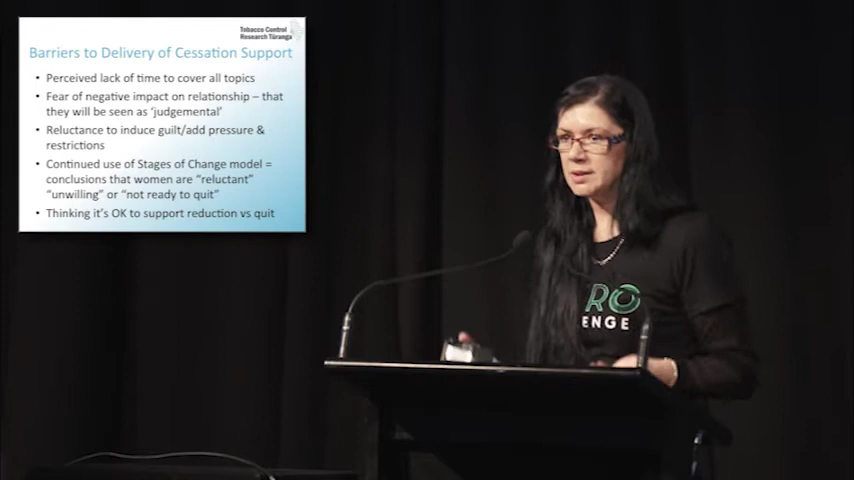 Tobacco Control
Research Tūranga
Barriers to Delivery of Cessation Support
• Perceived lack of time to cover all topics
• Fear of negative impact on relationship – that
they will be seen as ‘judgemental’
• Reluctance to induce guilt/add pressure &
restrictions
• Continued use of Stages of Change model =
conclusions that women are “reluctant”
“unwilling” or “not ready to quit”
• Thinking it’s OK to support reduction vs quit
RO
ENGE